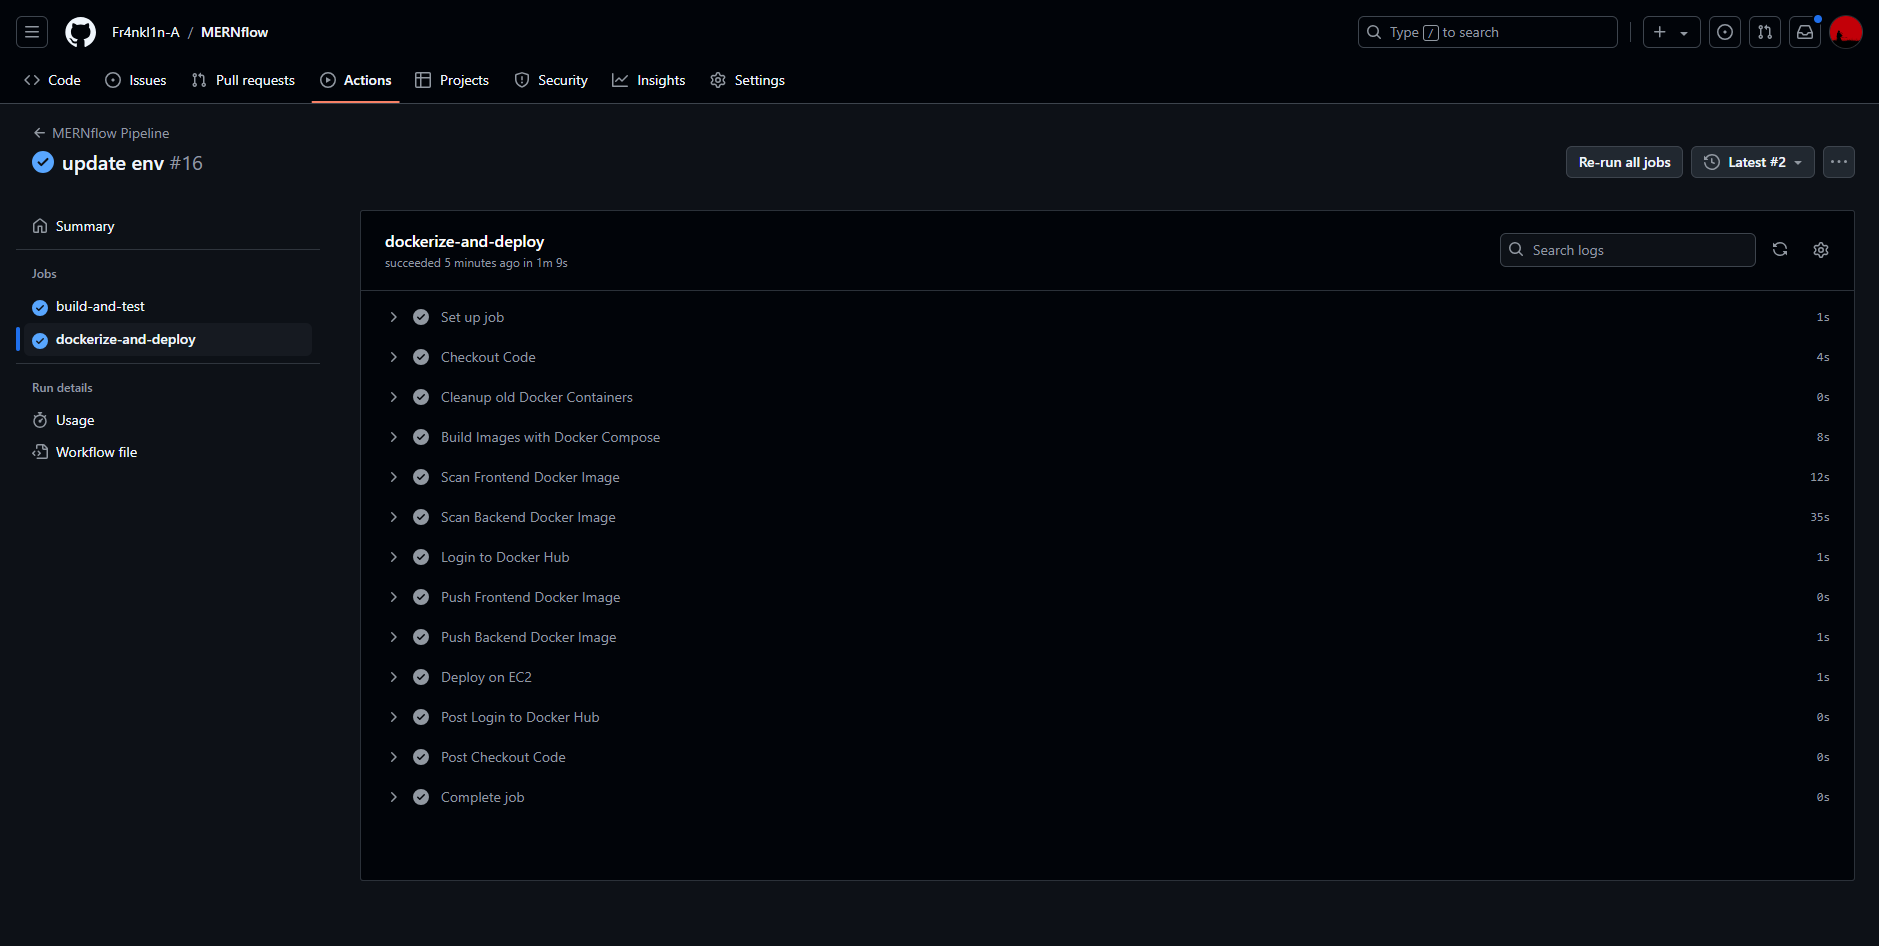 Fr4nkl1n-A / MERNflow
Type / to search
Code Issues Pull requests Actions Projects Security Insights Settings
MERNflow Pipeline
update env #16
Re-run all jobs
Latest #2
Summary
Jobs
build-and-test
dockerize-and-deploy
Run details
Usage
Workflow file
dockerize-and-deploy
succeeded 5 minutes ago in 1m 9s
Search logs
Set up job 1s
Checkout Code 4s
Cleanup old Docker Containers 0s
Build Images with Docker Compose 8s
Scan Frontend Docker Image 12s
Scan Backend Docker Image 35s
Login to Docker Hub 1s
Push Frontend Docker Image 0s
Push Backend Docker Image 1s
Deploy on EC2 1s
Post Login to Docker Hub 0s
Post Checkout Code 0s
Complete job 0s